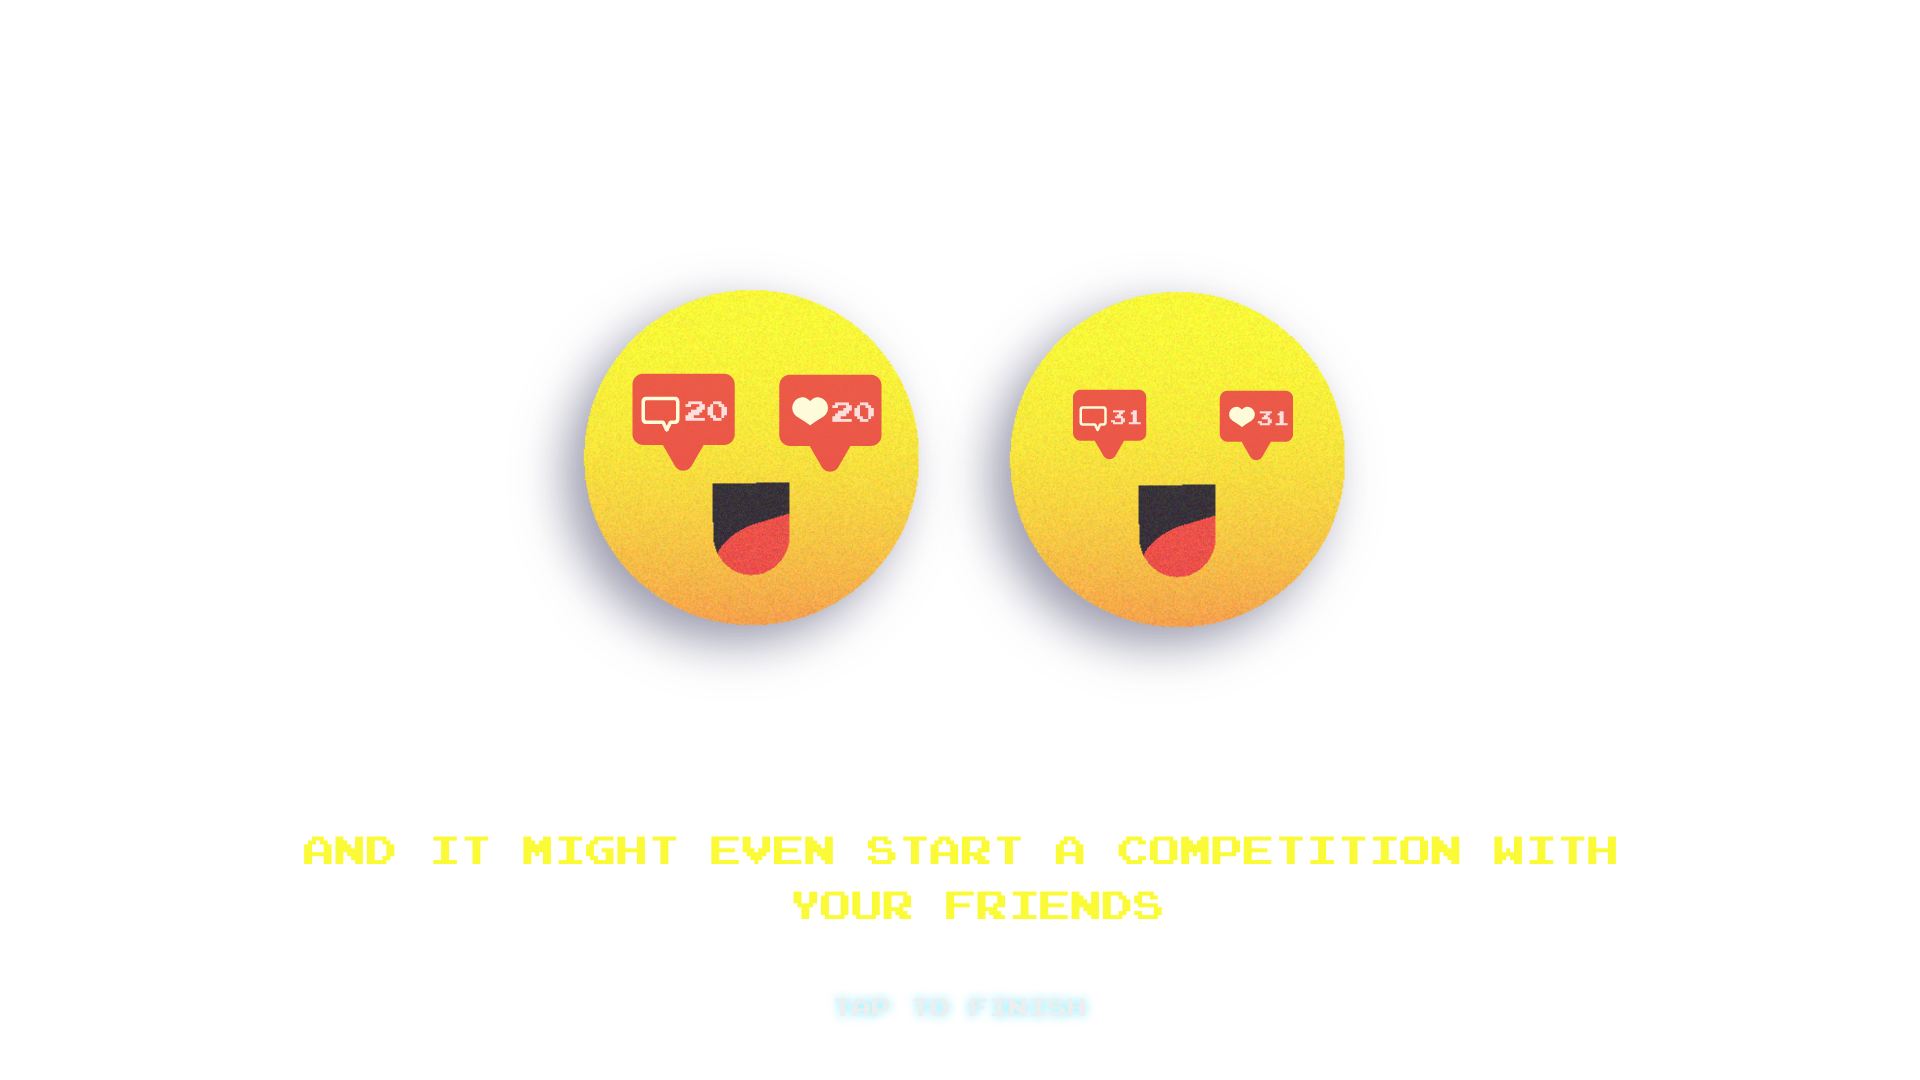 20 20 31 31
AND IT MIGHT EVEN START A COMPETITION WITH
YOUR FRIENDS
TAP TO FINISH